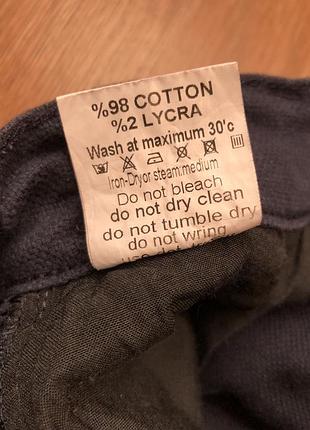 %98 COTTON
%2 LYCRA
Wash at maximum 30'c
Iron-Dryor steam:medium
Do not bleach
do not dry clean
do not tumble dry
do not wring
use